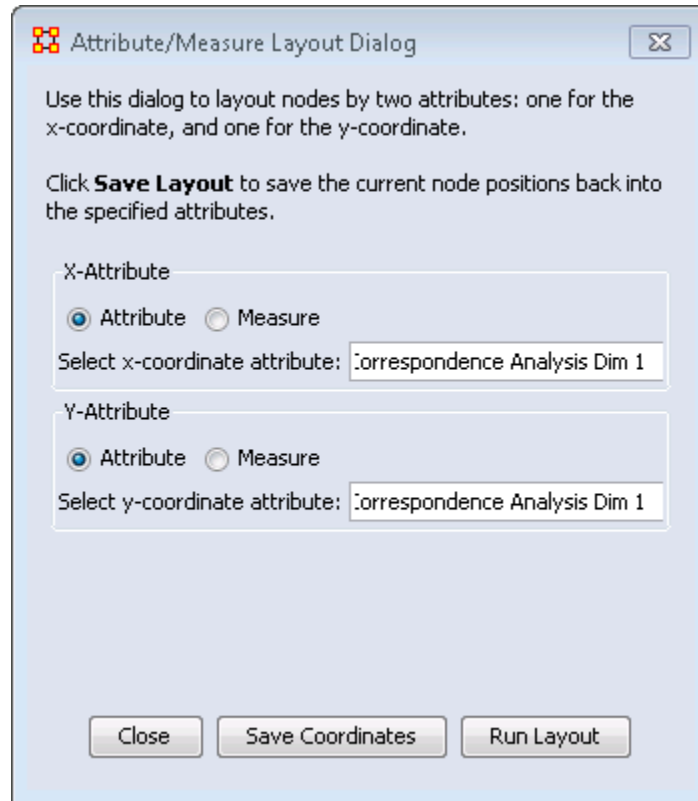 Attribute/Measure Layout Dialog
Use this dialog to layout nodes by two attributes: one for the
x-coordinate, and one for the y-coordinate.
Click Save Layout to save the current node positions back into
the specified attributes.
X-Attribute
Attribute Measure
Select x-coordinate attribute: Correspondence Analysis Dim 1
Y-Attribute
Attribute Measure
Select y-coordinate attribute: Correspondence Analysis Dim 1
Close Save Coordinates Run Layout